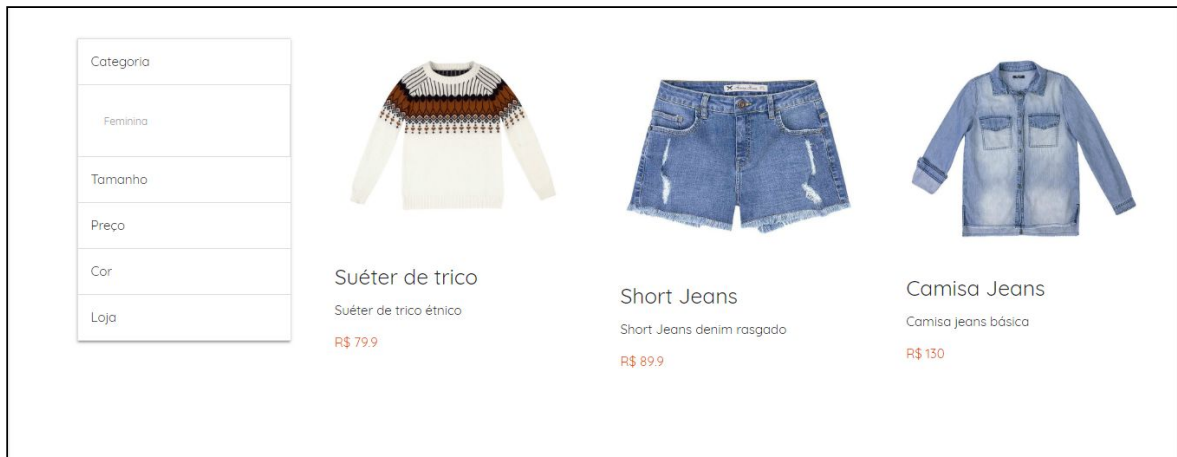 Categoria
Feminina
Tamanho
Preço
Cor
Loja
Suéter de trico
Suéter de trico étnico
R$ 79.9
Short Jeans
Short Jeans denim rasgado
R$ 89.9
Camisa Jeans
Camisa jeans básica
R$ 130